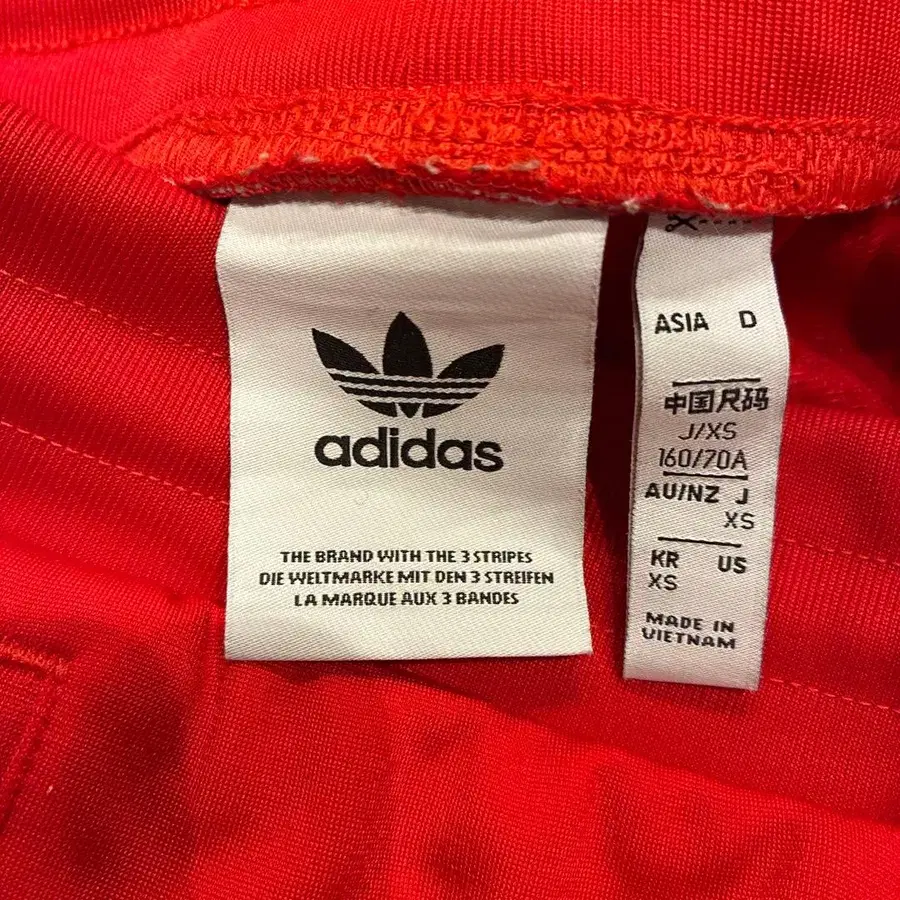 adidas
THE BRAND WITH THE 3 STRIPES
DIE WELTMARKE MIT DEN 3 STREIFEN
LA MARQUE AUX 3 BANDES
ASIA D
中国尺码
J/XS
160/70A
AU/NZ J
XS
KR US
XS
MADE IN
VIETNAM